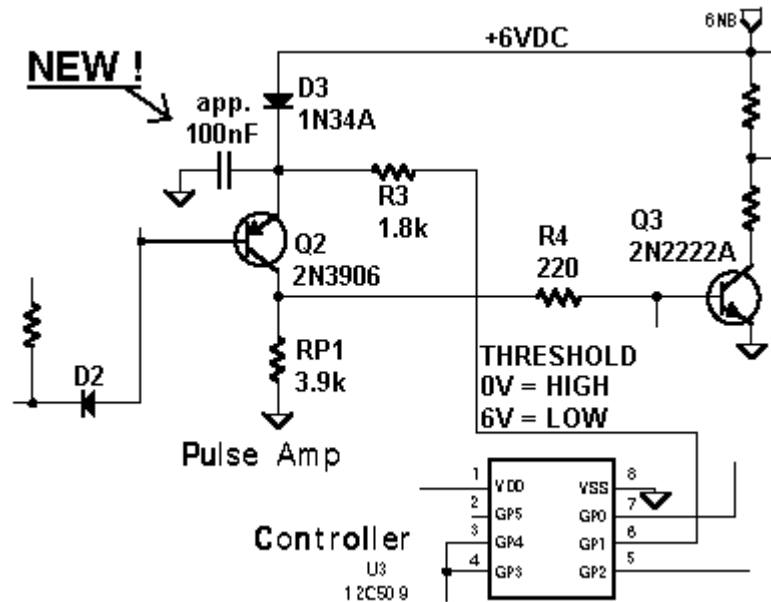 6NB
+6VDC
NEW !
D3
1N34A
app.
100nF
R3
1.8k
Q2
2N3906
Q3
2N2222A
R4
220
RP1
3.9k
D2
THRESHOLD
0V = HIGH
6V = LOW
Pulse Amp
Controller
U3
12C509
1 VDD VSS 8
2 GP5 GP0 7
3 GP4 GP1 6
4 GP3 GP2 5